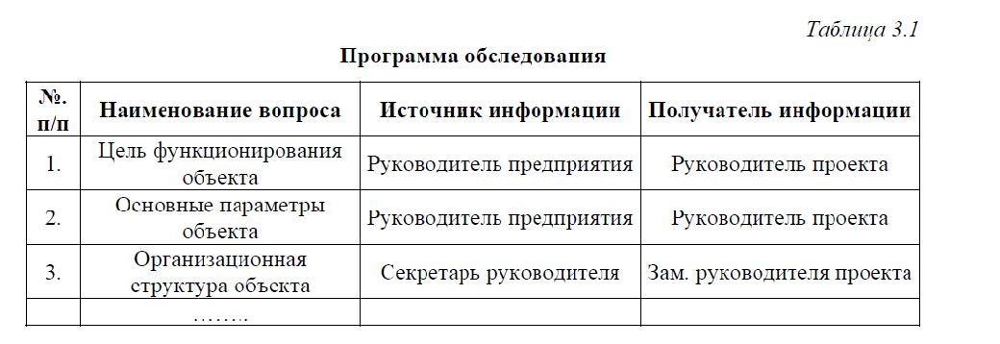 Таблица 3.1
Программа обследования
№. п/п Наименование вопроса Источник информации Получатель информации
1. Цель функционирования объекта Руководитель предприятия Руководитель проекта
2. Основные параметры объекта Руководитель предприятия Руководитель проекта
3. Организационная структура объекта Секретарь руководителя Зам. руководителя проекта
……..